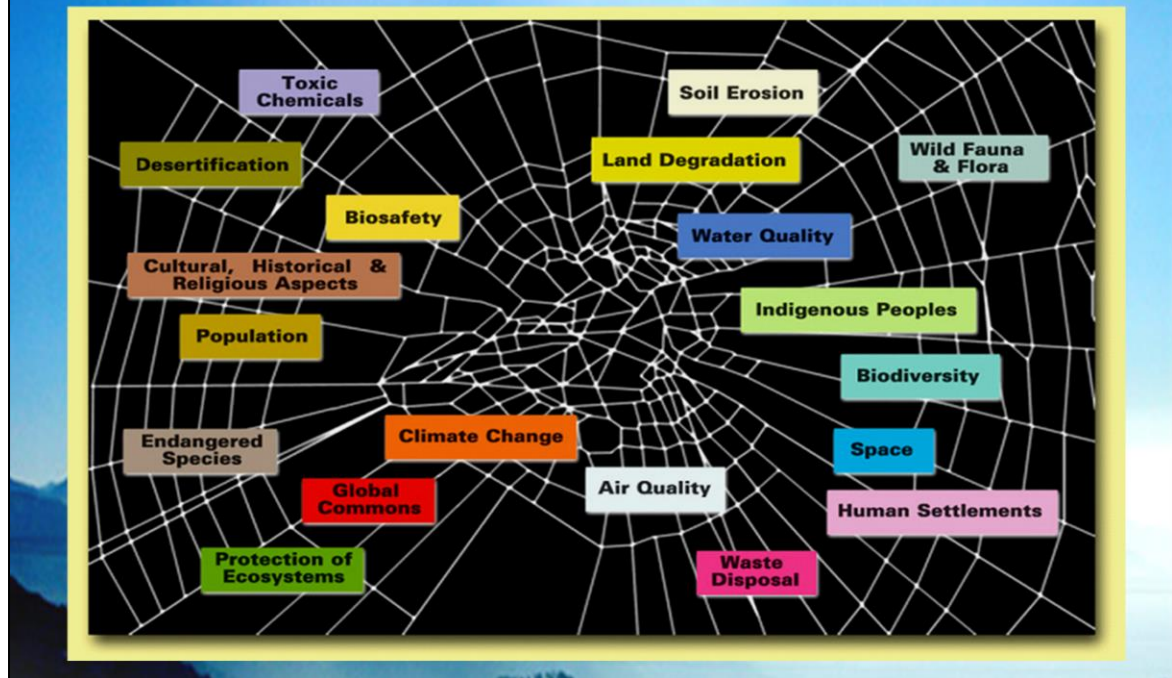 Toxic
Chemicals
Soil Erosion
Desertification
Land Degradation
Wild Fauna
& Flora
Biosafety
Water Quality
Cultural, Historical &
Religious Aspects
Indigenous Peoples
Population
Biodiversity
Endangered
Species
Climate Change
Space
Global
Commons
Air Quality
Human Settlements
Protection of
Ecosystems
Waste
Disposal